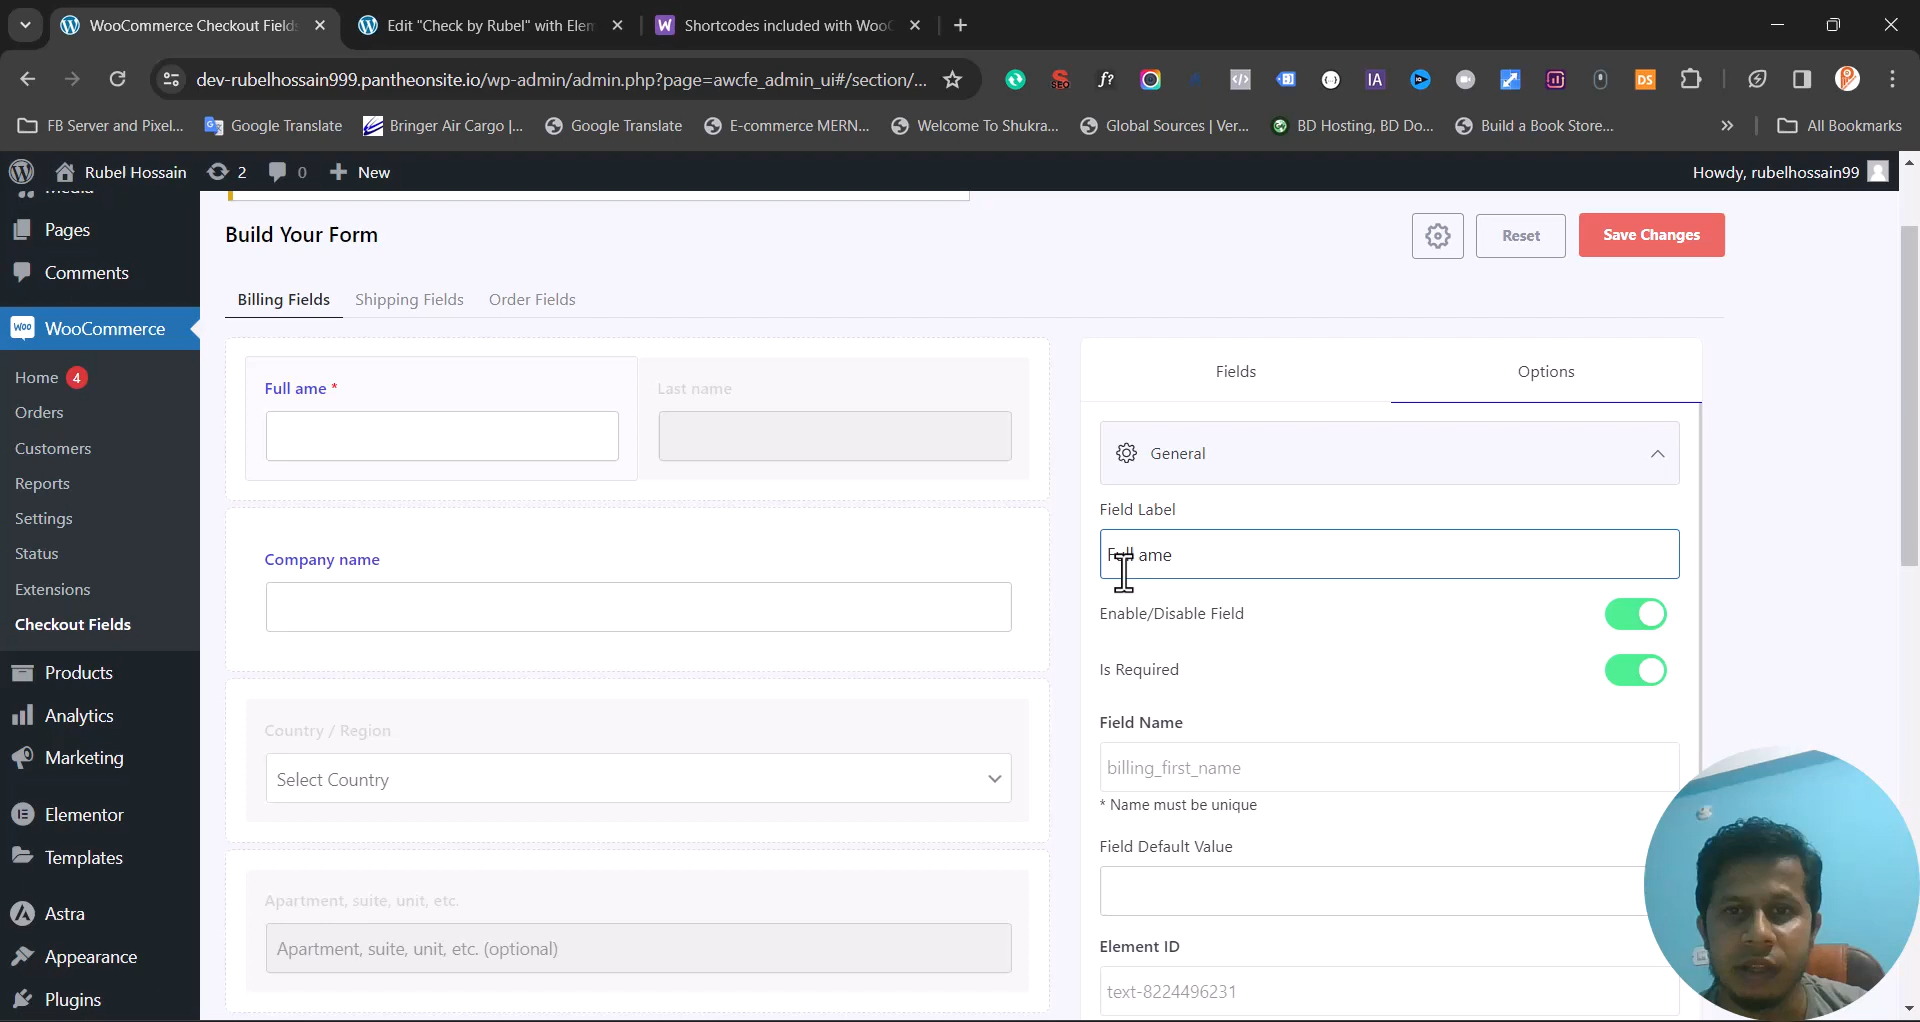 WooCommerce Checkout Fields
Edit "Check by Rubel" with Elem
Shortcodes included with WooC
dev-rubelhossain999.pantheonsite.io/wp-admin/admin.php?page=awcfe_admin_ui#/section/...
FB Server and Pixel...
Google Translate
Bringer Air Cargo |...
Google Translate
E-commerce MERN...
Welcome To Shukra...
Global Sources | Ver...
BD Hosting, BD Do...
Build a Book Store...
All Bookmarks
Rubel Hossain
2
0
New
Howdy, rubelhossain99
Media
Pages
Comments
WooCommerce
Home 4
Orders
Customers
Reports
Settings
Status
Extensions
Checkout Fields
Products
Analytics
Marketing
Elementor
Templates
Astra
Appearance
Plugins
Build Your Form
Reset
Save Changes
Billing Fields
Shipping Fields
Order Fields
Full ame *
Last name
Company name
Country / Region
Select Country
Apartment, suite, unit, etc.
Apartment, suite, unit, etc. (optional)
Fields
Options
General
Field Label
Full ame
Enable/Disable Field
Is Required
Field Name
billing_first_name
* Name must be unique
Field Default Value
Element ID
text-8224496231